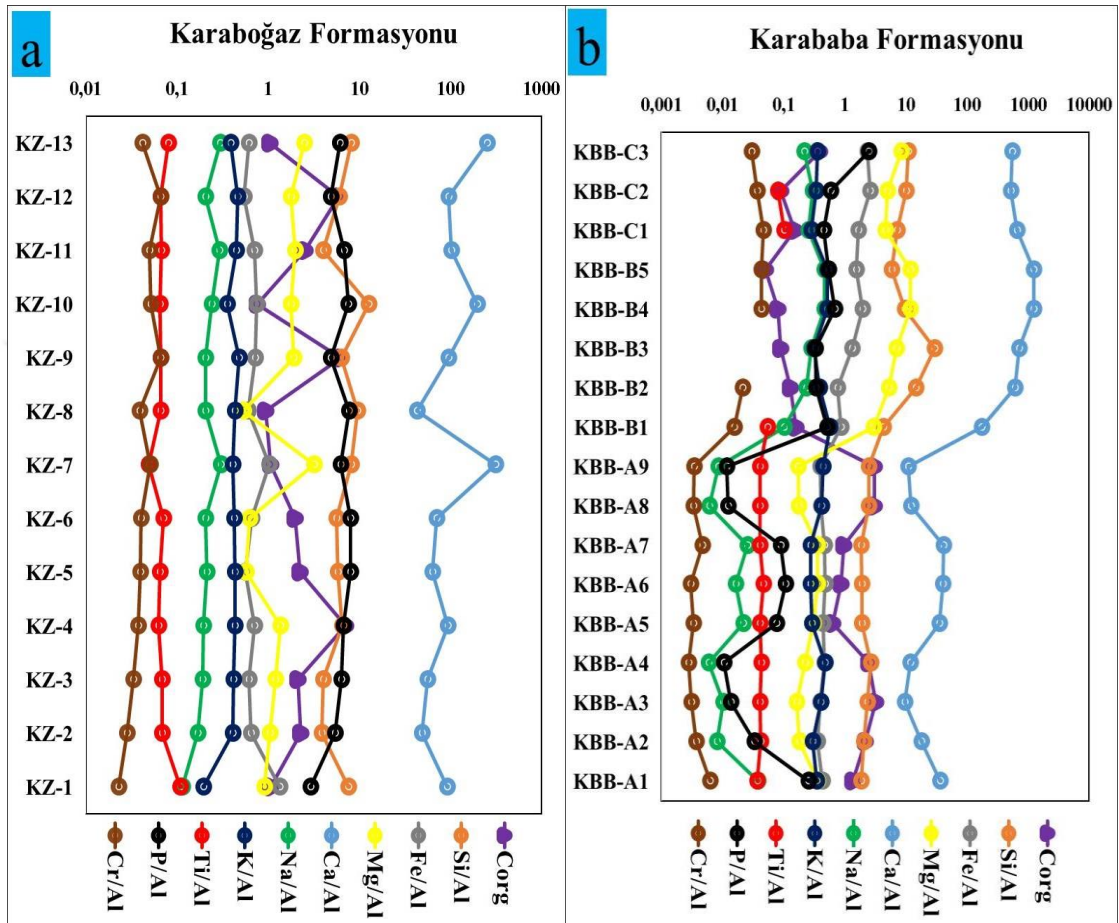 a
Karaboğaz Formasyonu
0,01 0,1 1 10 100 1000
KZ-13
KZ-12
KZ-11
KZ-10
KZ-9
KZ-8
KZ-7
KZ-6
KZ-5
KZ-4
KZ-3
KZ-2
KZ-1
Cr/Al
P/Al
Ti/Al
K/Al
Na/Al
Ca/Al
Mg/Al
Fe/Al
Si/Al
Corg
b
Karababa Formasyonu
0,001 0,01 0,1 1 10 100 1000 10000
KBB-C3
KBB-C2
KBB-C1
KBB-B5
KBB-B4
KBB-B3
KBB-B2
KBB-B1
KBB-A9
KBB-A8
KBB-A7
KBB-A6
KBB-A5
KBB-A4
KBB-A3
KBB-A2
KBB-A1
Cr/Al
P/Al
Ti/Al
K/Al
Na/Al
Ca/Al
Mg/Al
Fe/Al
Si/Al
Corg